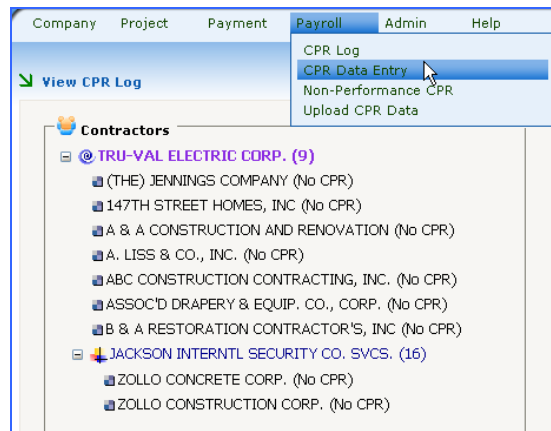 Company Project Payment Payroll Admin Help
CPR Log
CPR Data Entry
Non-Performance CPR
Upload CPR Data
View CPR Log
Contractors
TRU-VAL ELECTRIC CORP. (9)
(THE) JENNINGS COMPANY (No CPR)
147TH STREET HOMES, INC (No CPR)
A & A CONSTRUCTION AND RENOVATION (No CPR)
A. LISS & CO., INC. (No CPR)
ABC CONSTRUCTION CONTRACTING, INC. (No CPR)
ASSOC'D DRAPERY & EQUIP. CO., CORP. (No CPR)
B & A RESTORATION CONTRACTOR'S, INC (No CPR)
JACKSON INTERNTL SECURITY CO. SVCS. (16)
ZOLLO CONCRETE CORP. (No CPR)
ZOLLO CONSTRUCTION CORP. (No CPR)